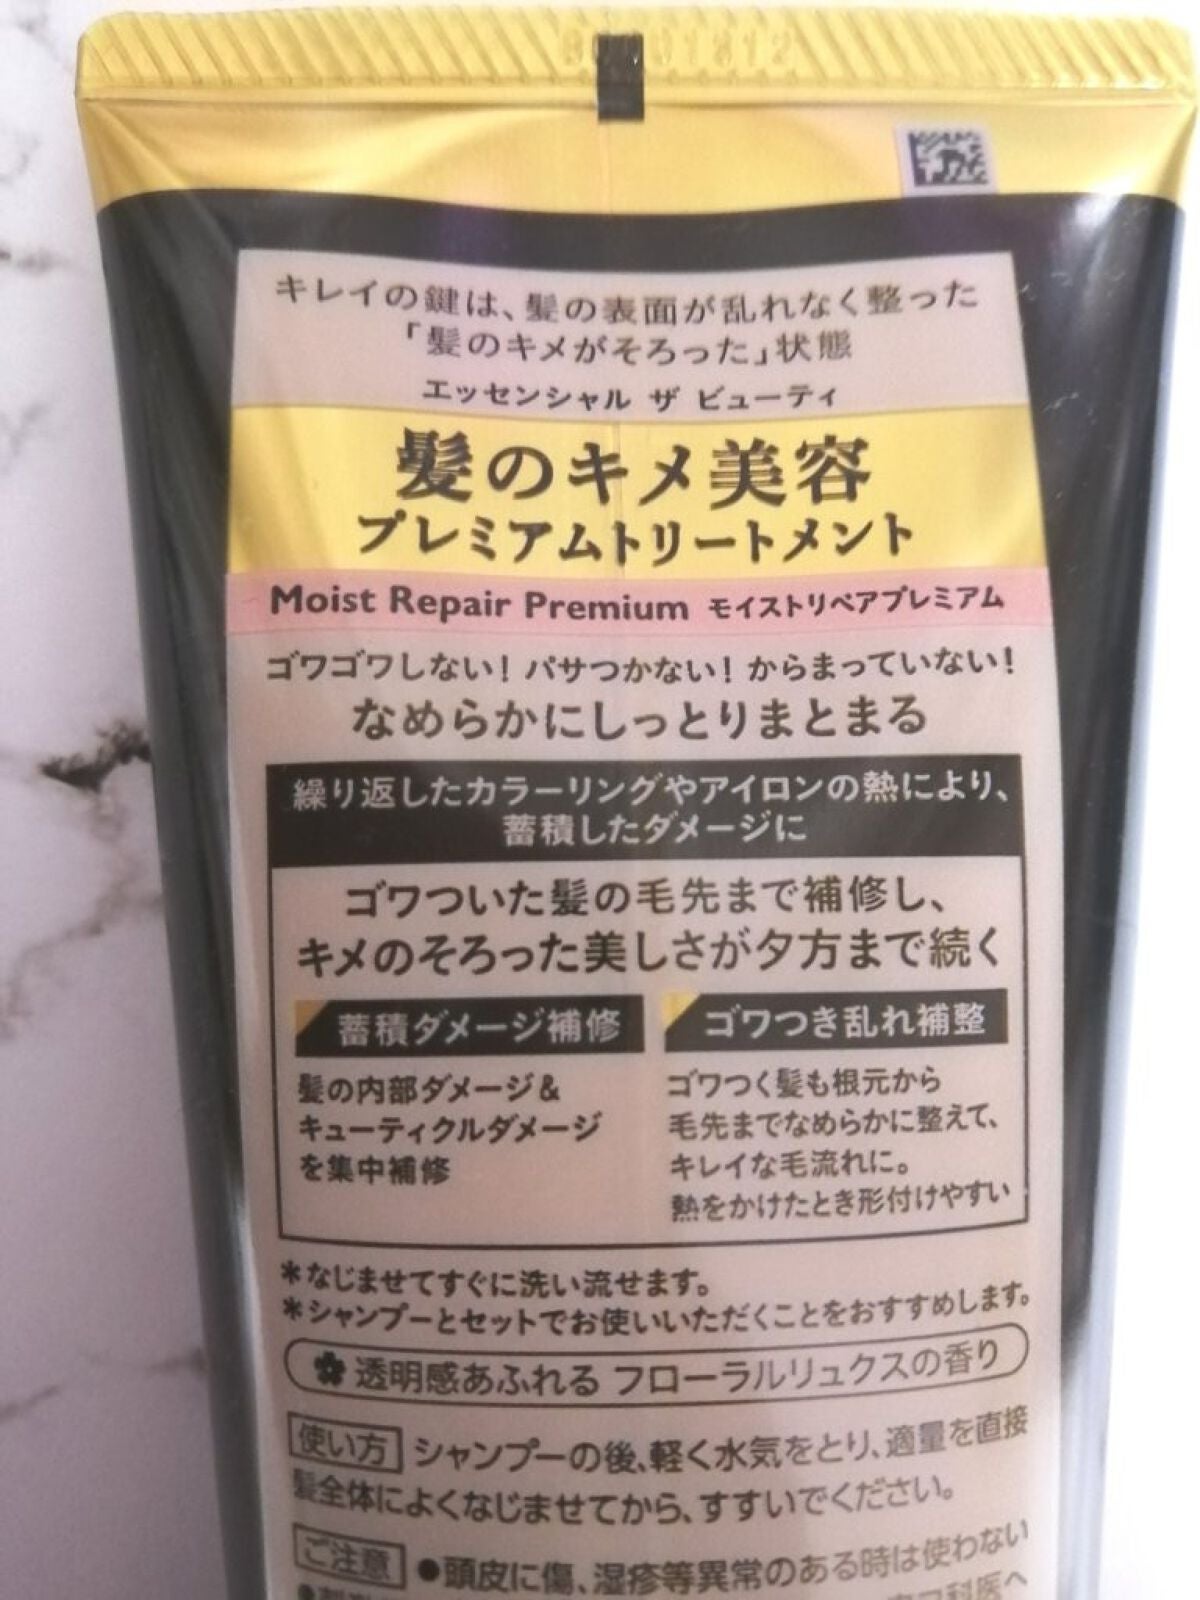 キレイの鍵は、髪の表面が乱れなく整った
「髪のキメがそろった」状態
エッセンシャル ザ ビューティ
髪のキメ美容
プレミアムトリートメント
Moist Repair Premium モイストリペアプレミアム
ゴワゴワしない！パサつかない！からまっていない！
なめらかにしっとりまとまる
繰り返したカラーリングやアイロンの熱により、
蓄積したダメージに
ゴワついた髪の毛先まで補修し、
キメのそろった美しさが夕方まで続く
蓄積ダメージ補修
髪の内部ダメージ&
キューティクルダメージ
を集中補修
ゴワつき乱れ補整
ゴワつく髪も根元から
毛先までなめらかに整えて、
キレイな毛流れに。
熱をかけたとき形付けやすい
*なじませてすぐに洗い流せます。
*シャンプーとセットでお使いいただくことをおすすめします。
透明感あふれる フローラルリュクスの香り
使い方 シャンプーの後、軽く水気をとり、適量を直接
髪全体によくなじませてから、すすいでください。
ご注意 ●頭皮に傷、湿疹等異常のある時は使わない
科医へ